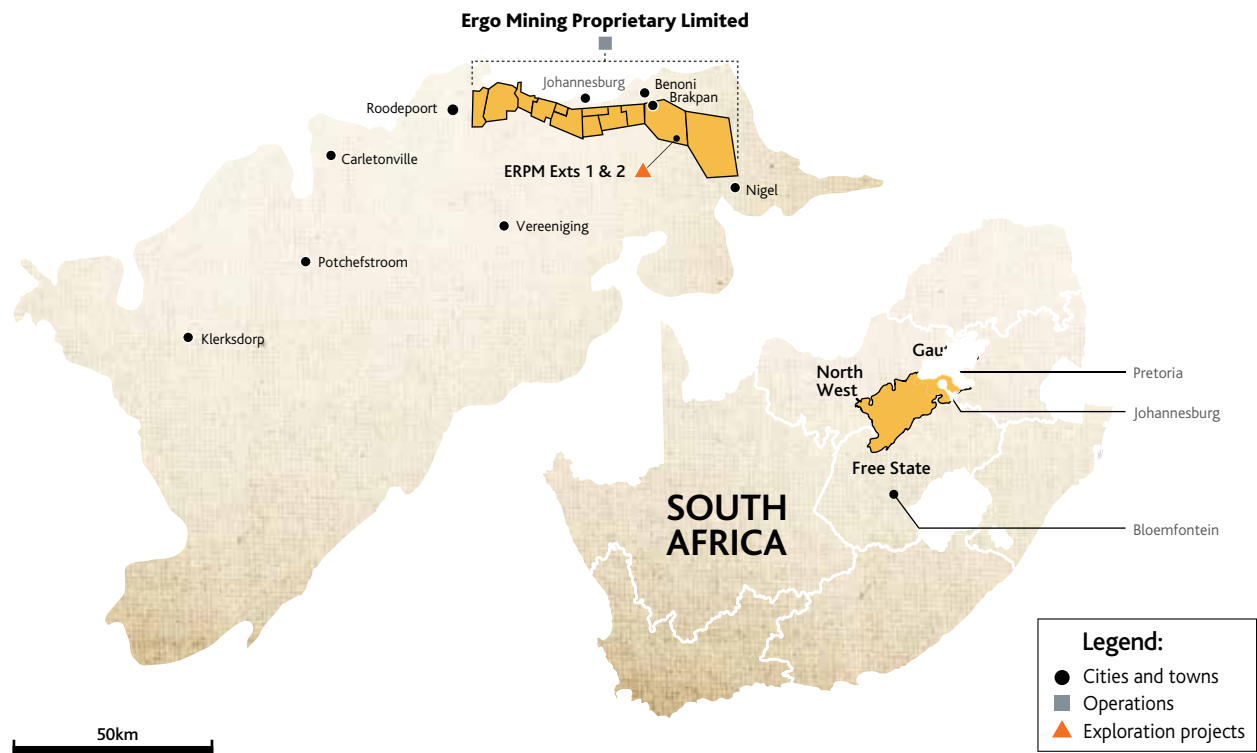 Ergo Mining Proprietary Limited
Johannesburg
Benoni
Brakpan
Roodepoort
Carletonville
ERPM Exts 1 & 2
Nigel
Vereeniging
Potchefstroom
Klerksdorp
North
West
Pretoria
Johannesburg
Free State
SOUTH
AFRICA
Bloemfontein
Legend:
Cities and towns
Operations
Exploration projects
50km